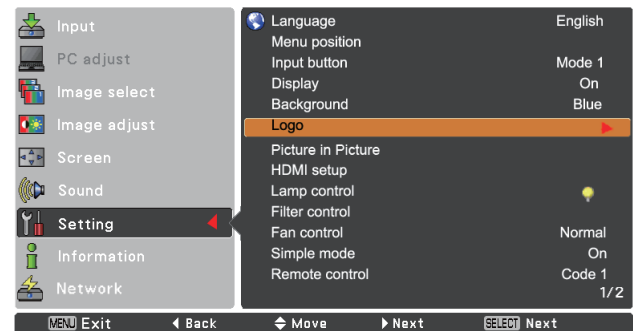 Input
PC adjust
Image select
Image adjust
Screen
Sound
Setting
Information
Network
Language English
Menu position
Input button Mode 1
Display On
Background Blue
Logo
Picture in Picture
HDMI setup
Lamp control
Filter control
Fan control Normal
Simple mode On
Remote control Code 1
1/2
MENU Exit Back Move Next SELECT Next